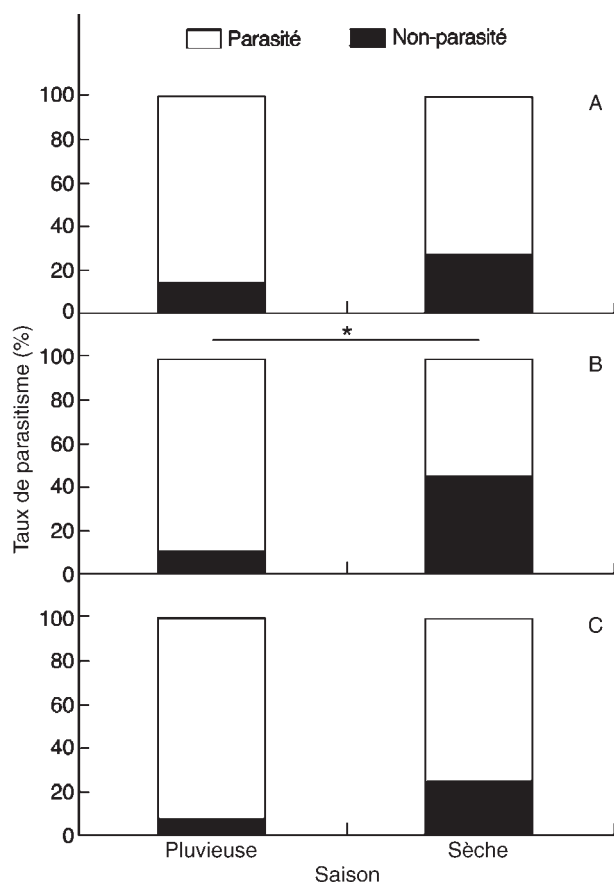 Parasité Non-parasité
100 A
80
60
40
20
0
*
100 B
80
60
40
20
0
100 C
80
60
40
20
0
Taux de parasitisme (%)
Pluvieuse Sèche
Saison